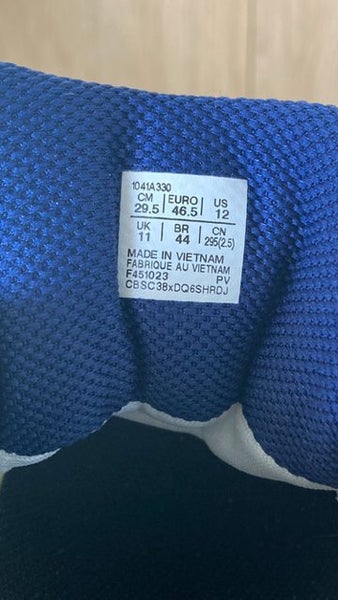 1041A330
CM EURO US
29.5 46.5 12
UK BR CN
11 44 295(2.5)
MADE IN VIETNAM
FABRIQUE AU VIETNAM
F451023 PV
CBSC38xDQ6SHRDJ